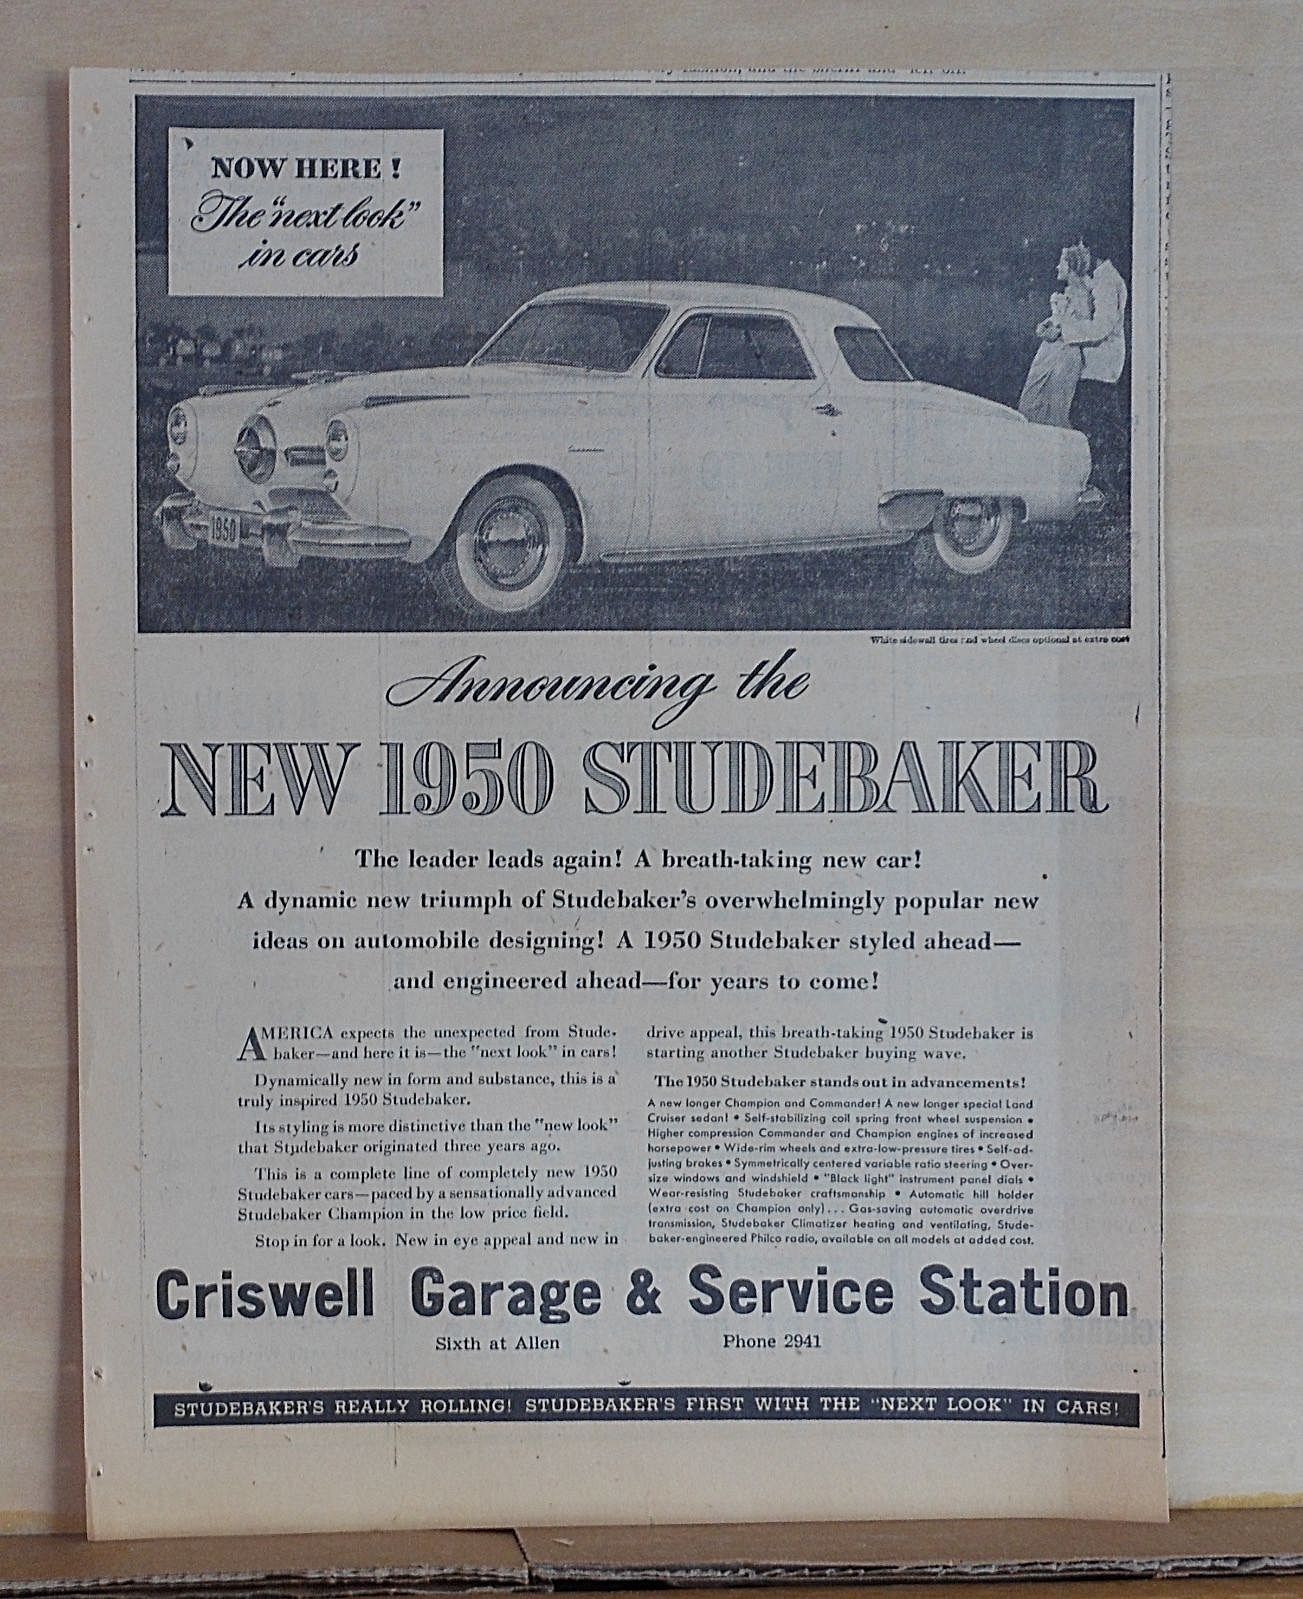 NOW HERE !
The "next look"
in cars
1950
White sidewall tires and wheel discs optional at extra cost
Announcing the
NEW 1950 STUDEBAKER
The leader leads again! A breath-taking new car!
A dynamic new triumph of Studebaker's overwhelmingly popular new
ideas on automobile designing! A 1950 Studebaker styled ahead—
and engineered ahead—for years to come!
AMERICA expects the unexpected from Stude-
baker—and here it is—the "next look" in cars!
Dynamically new in form and substance, this is a
truly inspired 1950 Studebaker.
Its styling is more distinctive than the "new look"
that Studebaker originated three years ago.
This is a complete line of completely new 1950
Studebaker cars—paced by a sensationally advanced
Studebaker Champion in the low price field.
Stop in for a look. New in eye appeal and new in
drive appeal, this breath-taking 1950 Studebaker is
starting another Studebaker buying wave.
The 1950 Studebaker stands out in advancements!
A new longer Champion and Commander! A new longer special Land
Cruiser sedan! • Self-stabilizing coil spring front wheel suspension •
Higher compression Commander and Champion engines of increased
horsepower • Wide-rim wheels and extra-low-pressure tires • Self-ad-
justing brakes • Symmetrically centered variable ratio steering • Over-
size windows and windshield • "Black light" instrument panel dials •
Wear-resisting Studebaker craftsmanship • Automatic hill holder
(extra cost on Champion only)... Gas-saving automatic overdrive
transmission, Studebaker Climatizer heating and ventilating, Stude-
baker-engineered Philco radio, available on all models at added cost.
Criswell Garage & Service Station
Sixth at Allen
Phone 2941
STUDEBAKER'S REALLY ROLLING! STUDEBAKER'S FIRST WITH THE "NEXT LOOK" IN CARS!